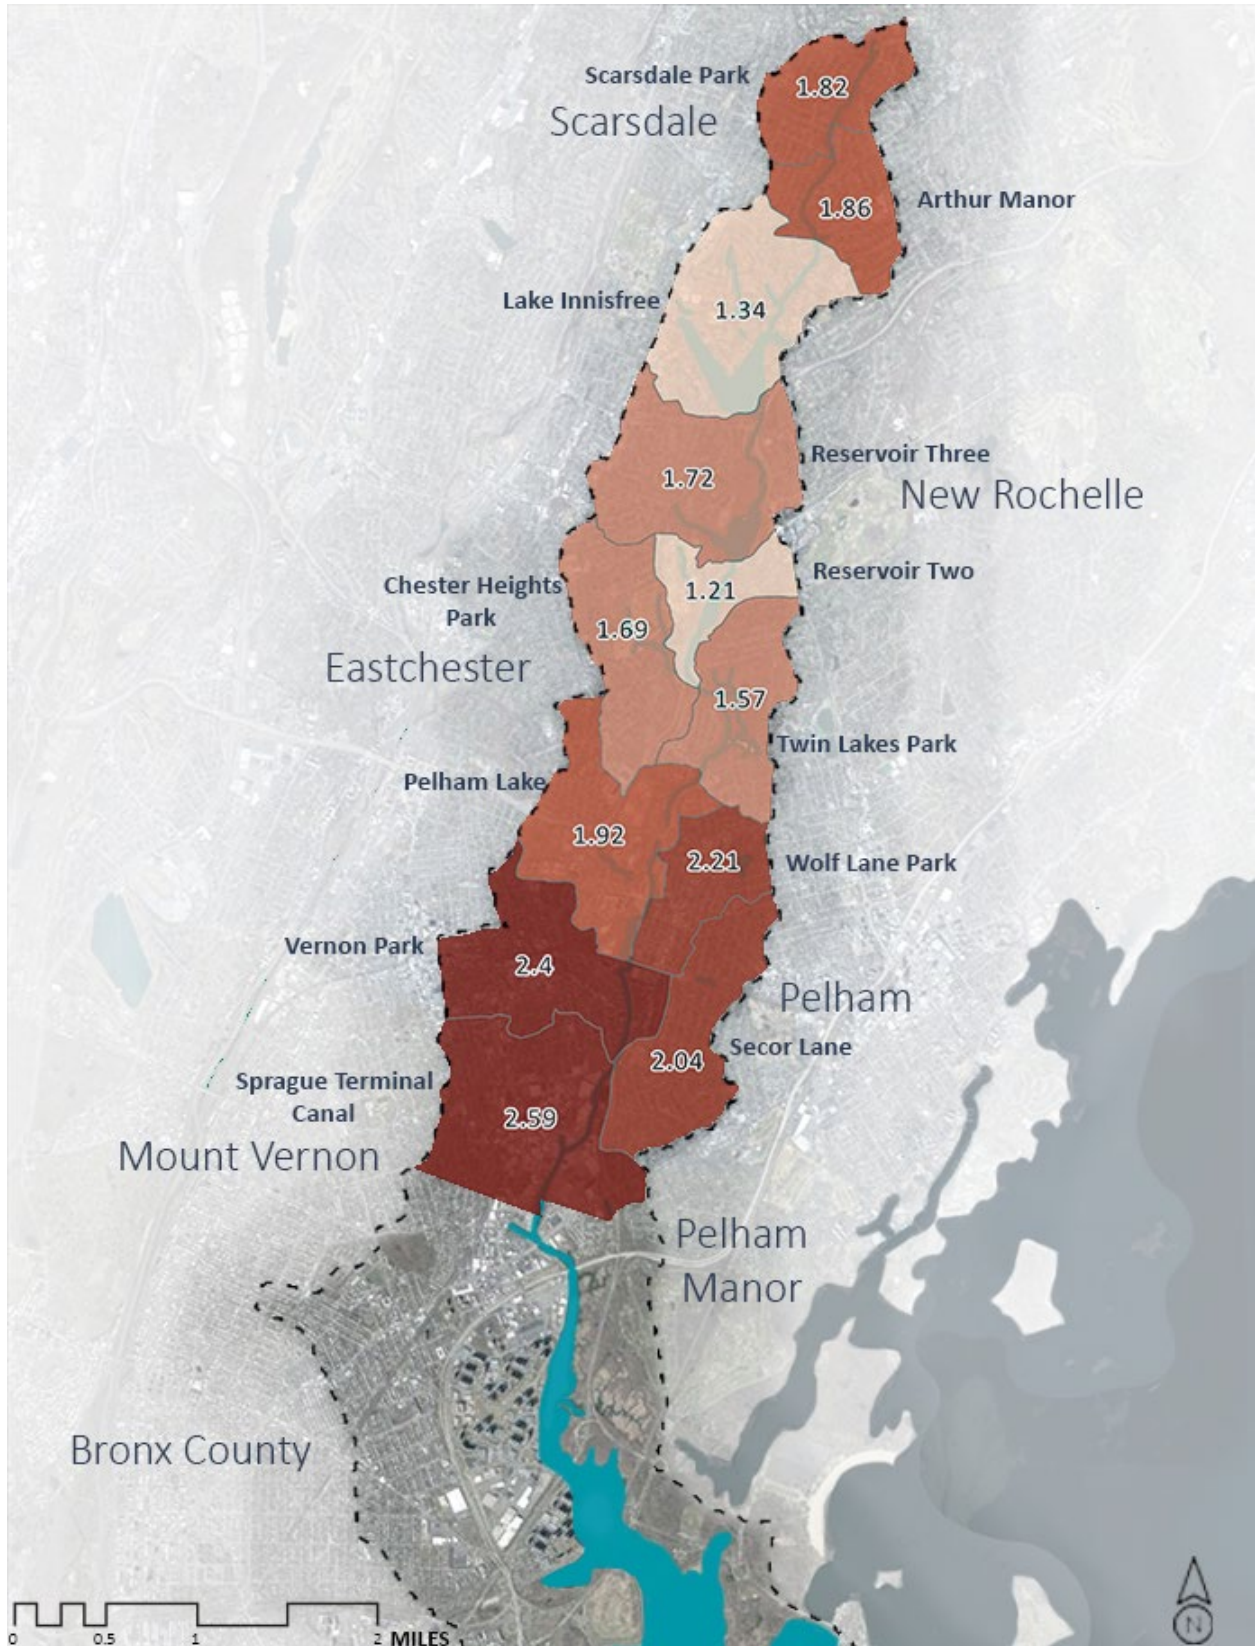 Scarsdale Park
1.82
Scarsdale
1.86
Arthur Manor
Lake Innisfree
1.34
Reservoir Three
1.72
New Rochelle
Reservoir Two
Chester Heights
Park
1.21
1.69
Eastchester
1.57
Twin Lakes Park
Pelham Lake
1.92
2.21
Wolf Lane Park
Vernon Park
2.4
Pelham
Secor Lane
2.04
Sprague Terminal
Canal
2.59
Mount Vernon
Pelham
Manor
Bronx County
N
0 0.5 1 2 MILES